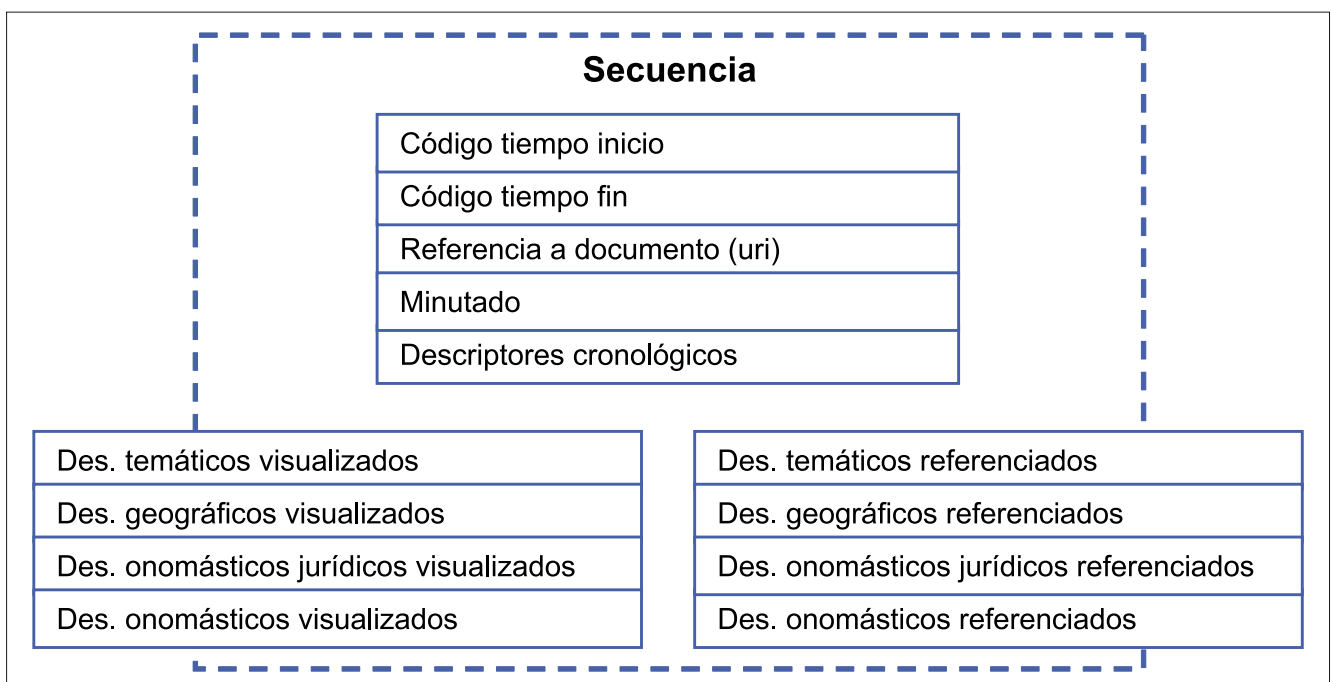 Secuencia
Código tiempo inicio
Código tiempo fin
Referencia a documento (uri)
Minutado
Descriptores cronológicos
Des. temáticos visualizados
Des. geográficos visualizados
Des. onomásticos jurídicos visualizados
Des. onomásticos visualizados
Des. temáticos referenciados
Des. geográficos referenciados
Des. onomásticos jurídicos referenciados
Des. onomásticos referenciados